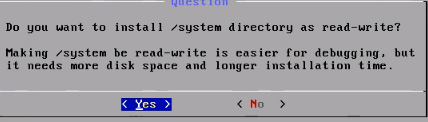 Question
Do you want to install /system directory as read-write?
Making /system be read-write is easier for debugging, but
it needs more disk space and longer installation time.
< Yes > < No >